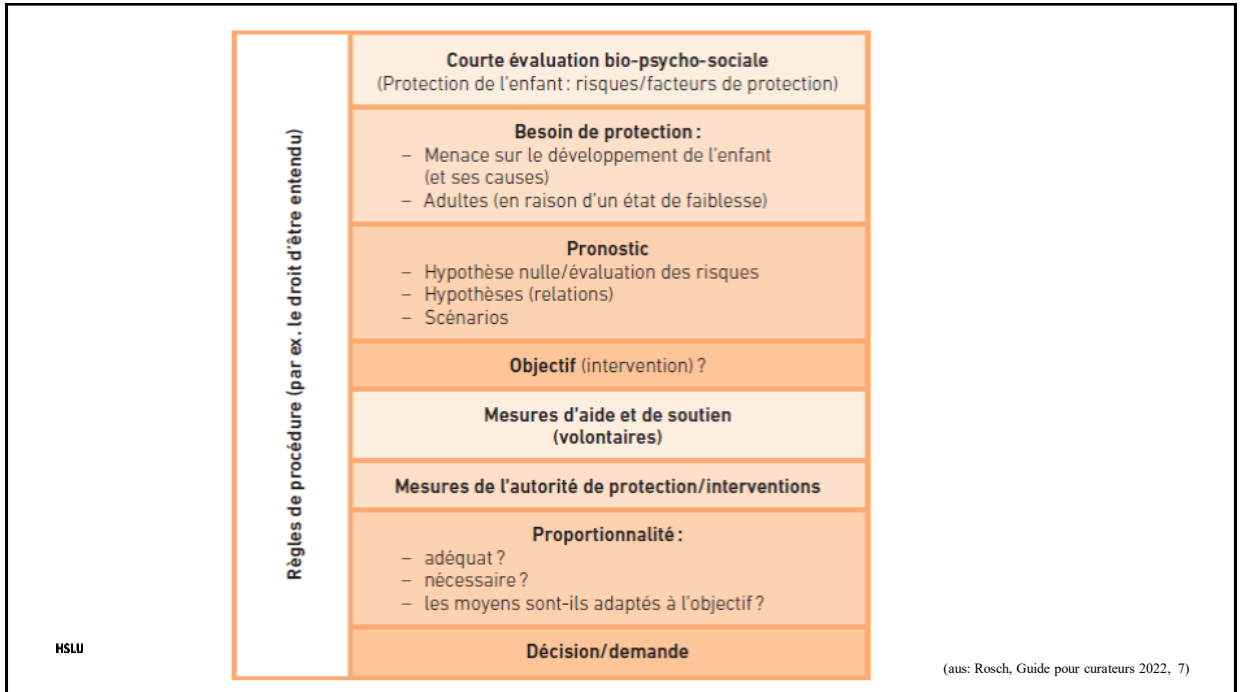 Règles de procédure (par ex. le droit d'être entendu)
Courte évaluation bio-psycho-sociale
(Protection de l'enfant : risques/facteurs de protection)
Besoin de protection :
– Menace sur le développement de l'enfant
(et ses causes)
– Adultes (en raison d'un état de faiblesse)
Pronostic
– Hypothèse nulle/évaluation des risques
– Hypothèses (relations)
– Scénarios
Objectif (intervention) ?
Mesures d'aide et de soutien
(volontaires)
Mesures de l'autorité de protection/interventions
Proportionnalité :
– adéquat ?
– nécessaire ?
– les moyens sont-ils adaptés à l'objectif ?
Décision/demande
HSLU
(aus: Rosch, Guide pour curateurs 2022, 7)